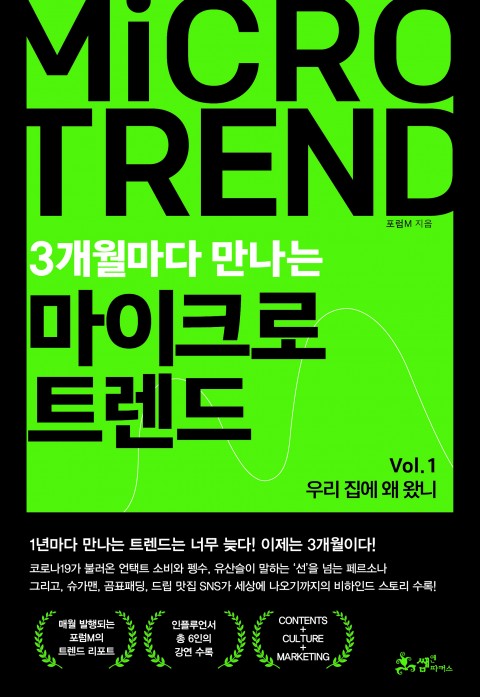 MiCRO
TREND
포럼M 지음
3개월마다 만나는
마이크로
트렌드
Vol.1
우리 집에 왜 왔니
1년마다 만나는 트렌드는 너무 늦다! 이제는 3개월이다!
코로나19가 불러온 언택트 소비와 펭수, 유산슬이 말하는 '선'을 넘는 페르소나
그리고, 슈가맨, 곰표패딩, 드립 맛집 SNS가 세상에 나오기까지의 비하인드 스토리 수록!
매월 발행되는
포럼M의
트렌드 리포트
인플루언서
총 6인의
강연 수록
CONTENTS
+
CULTURE
+
MARKETING
쌤앤파커스